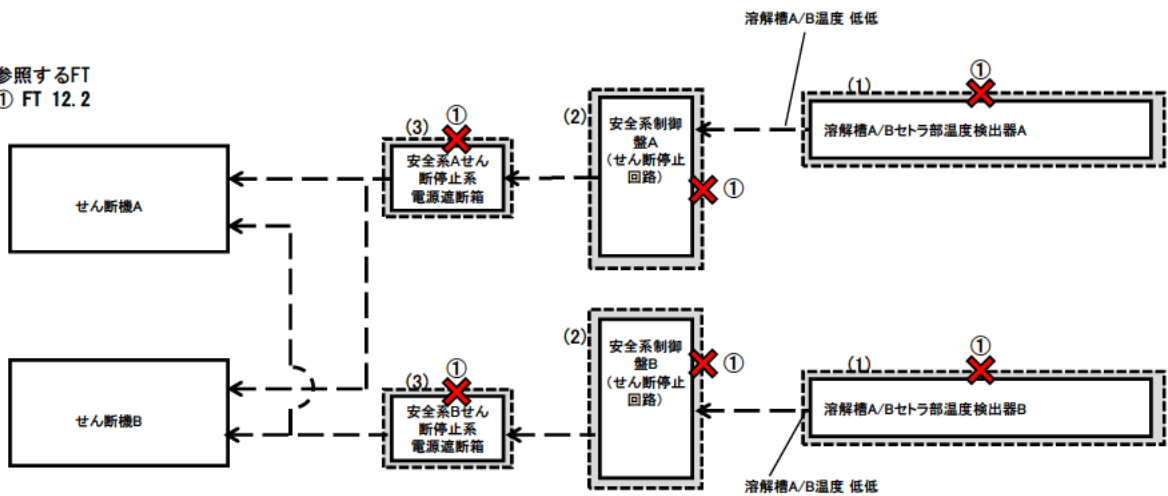 溶解槽A/B温度 低低
参照するFT
① FT 12.2
(1)
①
溶解槽A/Bセトラ部温度検出器A
(2)
安全系制御
盤A
(せん断停止
回路)
①
(3)
①
安全系Aせん
断停止系
電源遮断箱
せん断機A
(2)
安全系制御
盤B
(せん断停止
回路)
①
(1)
①
溶解槽A/Bセトラ部温度検出器B
(3)
①
安全系Bせん
断停止系
電源遮断箱
せん断機B
溶解槽A/B温度 低低